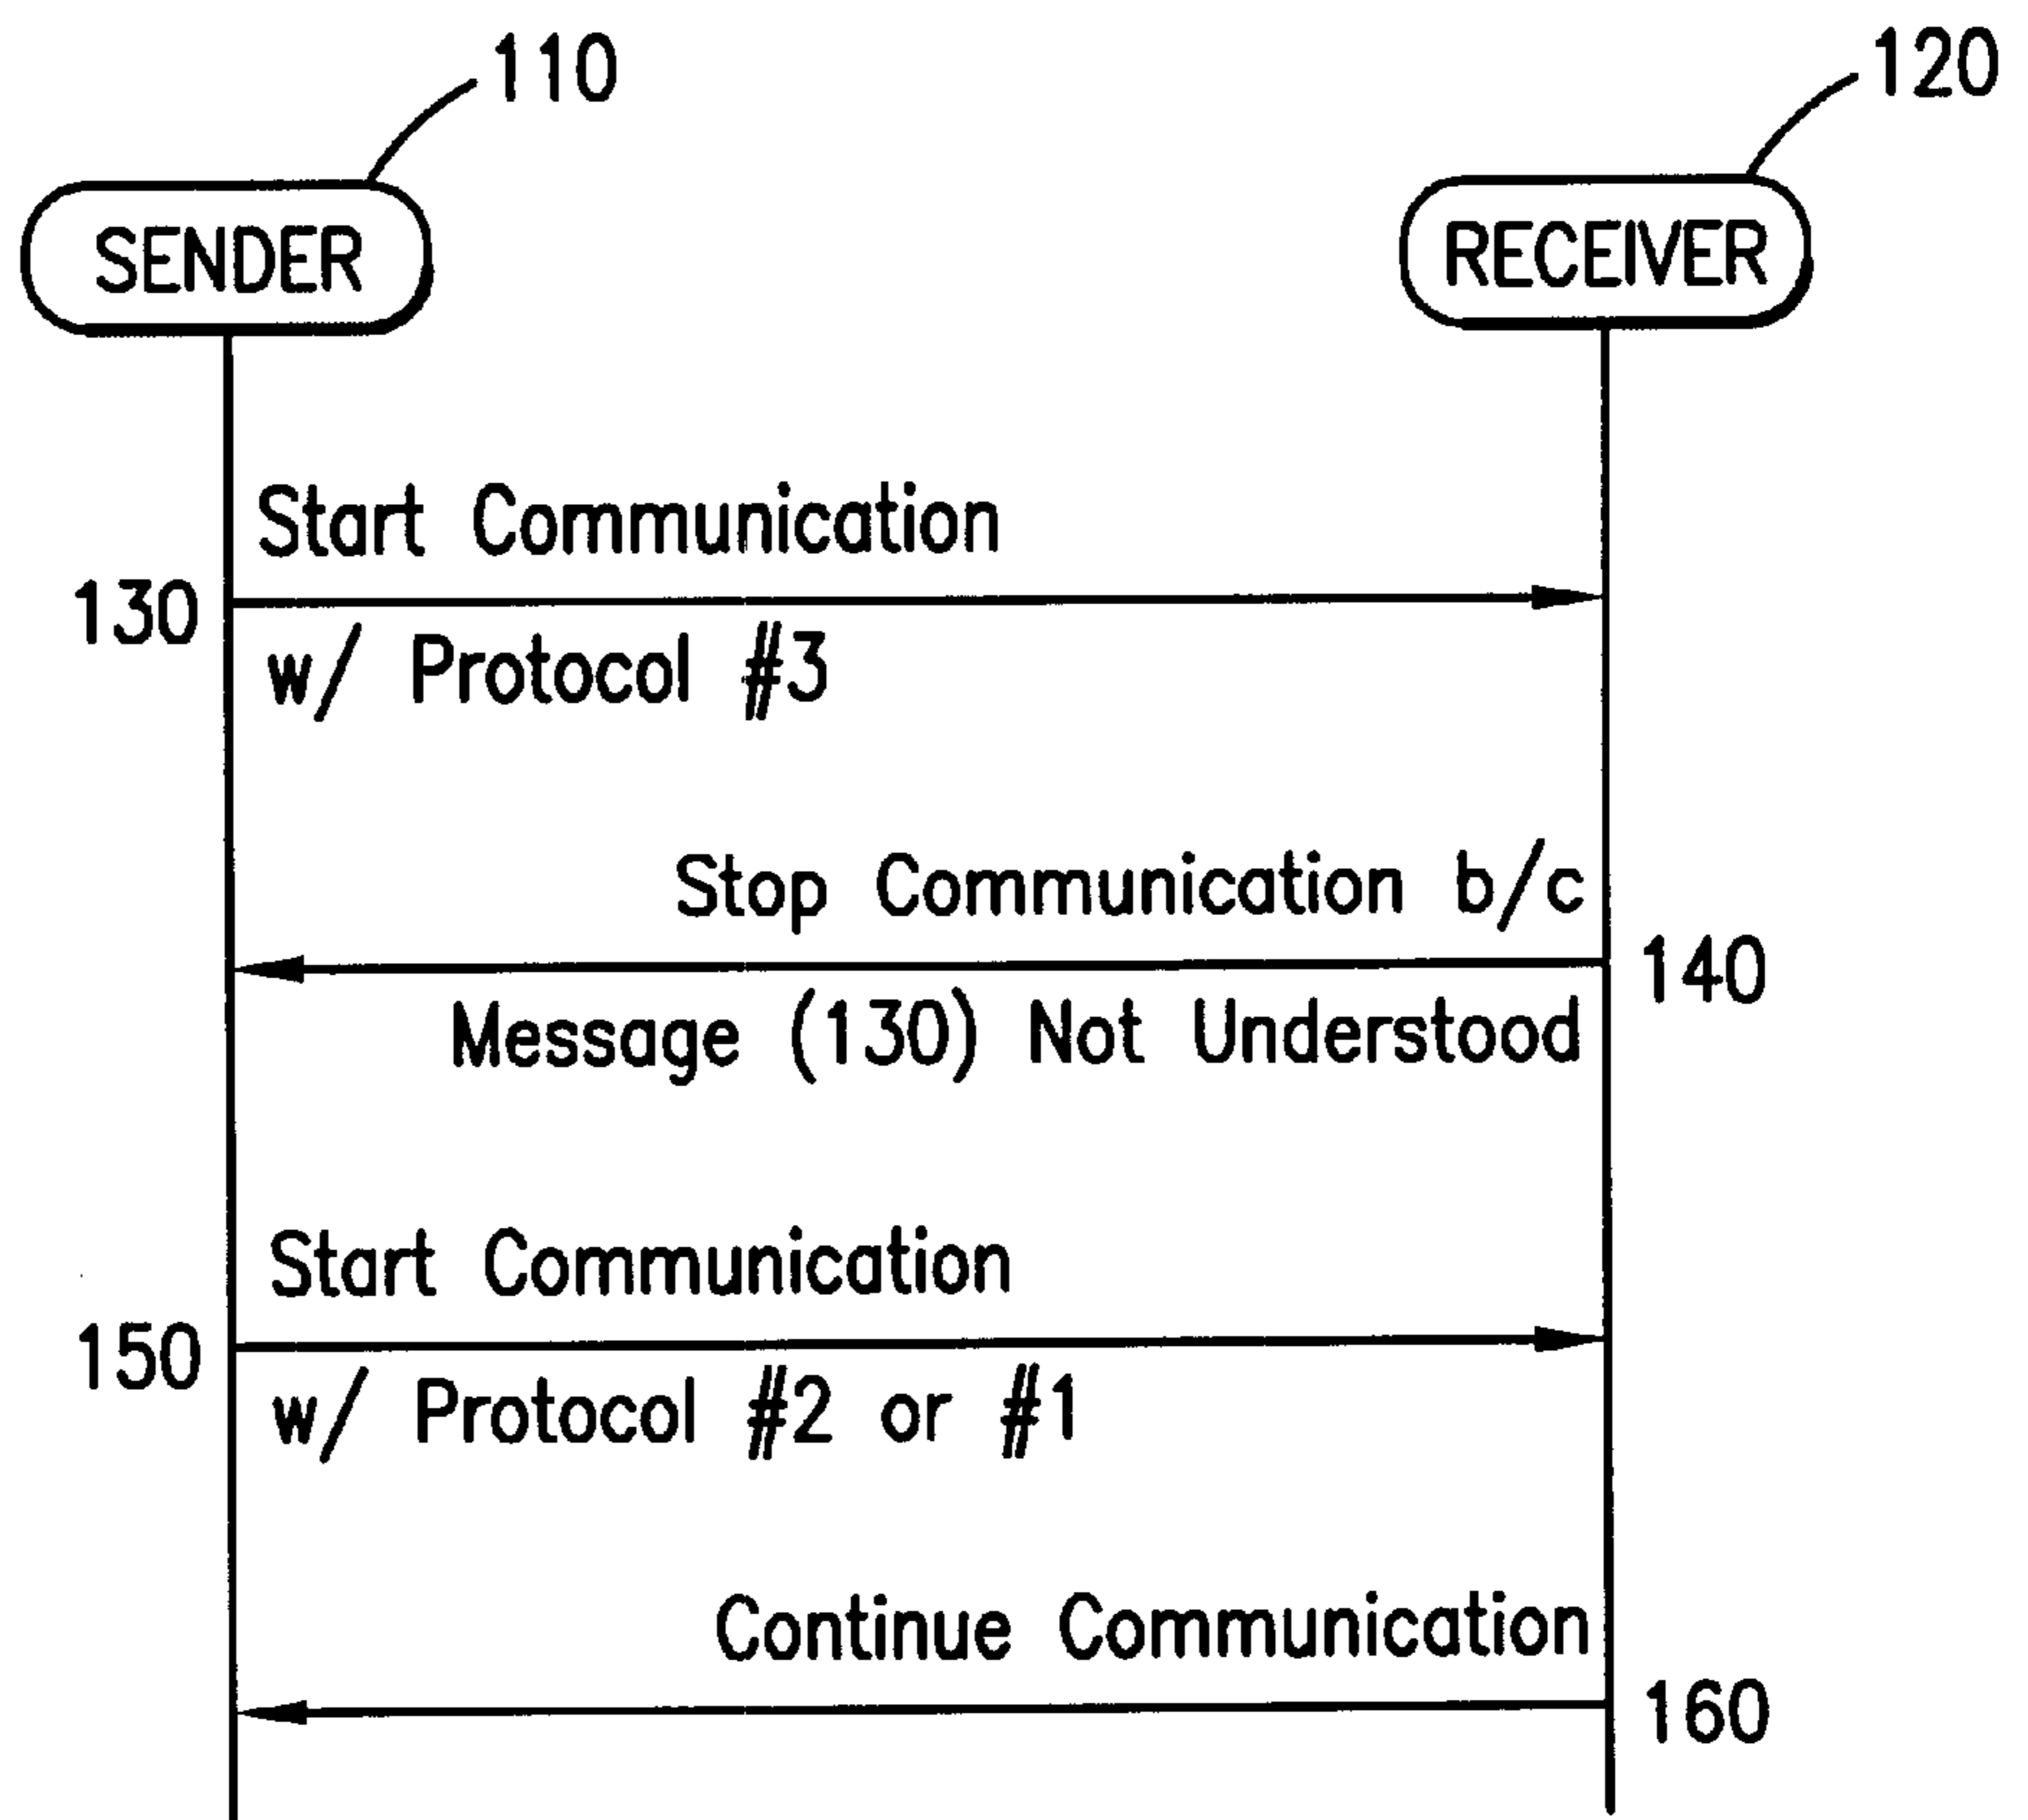 110
120
SENDER
RECEIVER
Start Communication
130
w/ Protocol #3
Stop Communication b/c
140
Message (130) Not Understood
Start Communication
150
w/ Protocol #2 or #1
Continue Communication
160